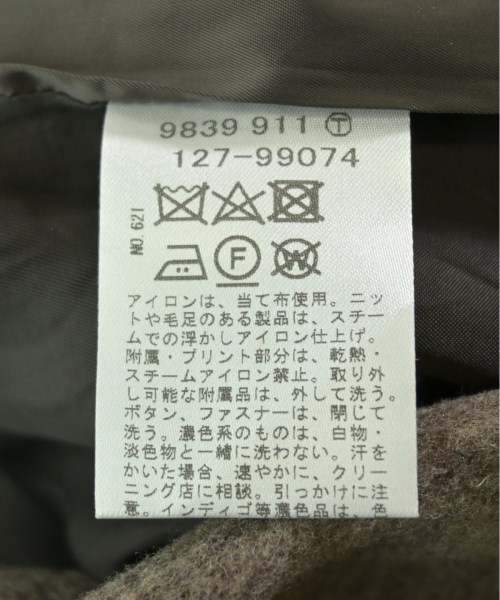 9839 911 Ⓣ
127-99074
NO.621
F
W
アイロンは、当て布使用。ニッ
トや毛足のある製品は、スチー
ムでの浮かしアイロン仕上げ。
附属・プリント部分は、乾熱・
スチームアイロン禁止。取り外
し可能な附属品は、外して洗う。
ボタン、ファスナーは、閉じて
洗う。濃色系のものは、白物・
淡色物と一緒に洗わない。汗を
かいた場合、速やかに、クリー
ニング店に相談。引っかけに注
意。インディゴ等濃色品は、色